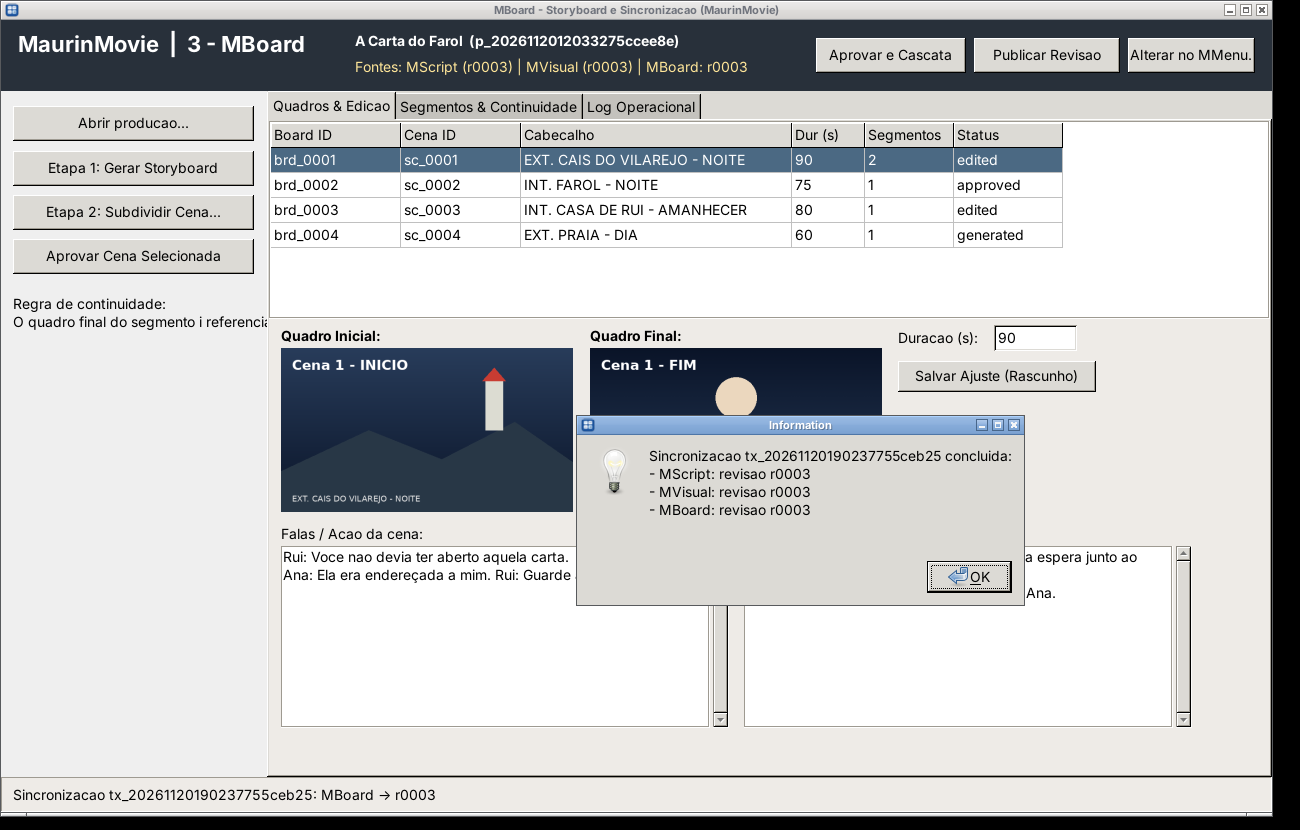 MBoard - Storyboard e Sincronizacao (MaurinMovie)
MaurinMovie | 3 - MBoard
A Carta do Farol (p_2026112012033275ccee8e)
Fontes: MScript (r0003) | MVisual (r0003) | MBoard: r0003
Aprovar e Cascata
Publicar Revisao
Alterar no MMenu.
Abrir producao...
Etapa 1: Gerar Storyboard
Etapa 2: Subdividir Cena...
Aprovar Cena Selecionada
Regra de continuidade:
O quadro final do segmento i referencia
Quadros & Edicao
Segmentos & Continuidade
Log Operacional
Board ID Cena ID Cabecalho Dur (s) Segmentos Status
brd_0001 sc_0001 EXT. CAIS DO VILAREJO - NOITE 90 2 edited
brd_0002 sc_0002 INT. FAROL - NOITE 75 1 approved
brd_0003 sc_0003 INT. CASA DE RUI - AMANHECER 80 1 edited
brd_0004 sc_0004 EXT. PRAIA - DIA 60 1 generated
Quadro Inicial:
Cena 1 - INICIO
EXT. CAIS DO VILAREJO - NOITE
Quadro Final:
Cena 1 - FIM
Duracao (s): 90
Salvar Ajuste (Rascunho)
Information
Sincronizacao tx_20261120190237755ceb25 concluida:
- MScript: revisao r0003
- MVisual: revisao r0003
- MBoard: revisao r0003
OK
Falas / Acao da cena:
Rui: Voce nao devia ter aberto aquela carta.
Ana: Ela era endereçada a mim. Rui: Guarde
a espera junto ao
Ana.
Sincronizacao tx_20261120190237755ceb25: MBoard → r0003